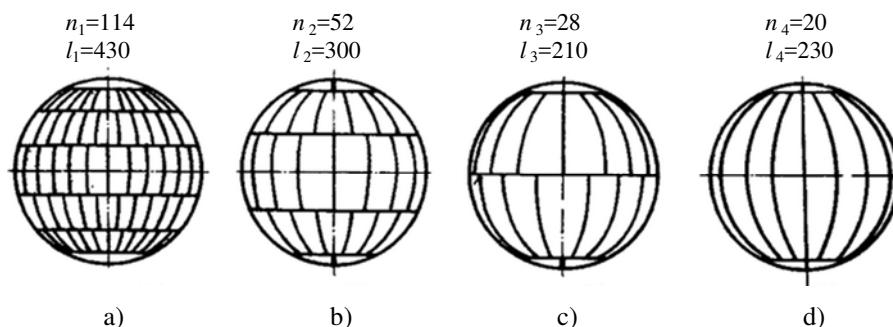 n₁=114 n₂=52 n₃=28 n₄=20
l₁=430 l₂=300 l₃=210 l₄=230
a) b) c) d)